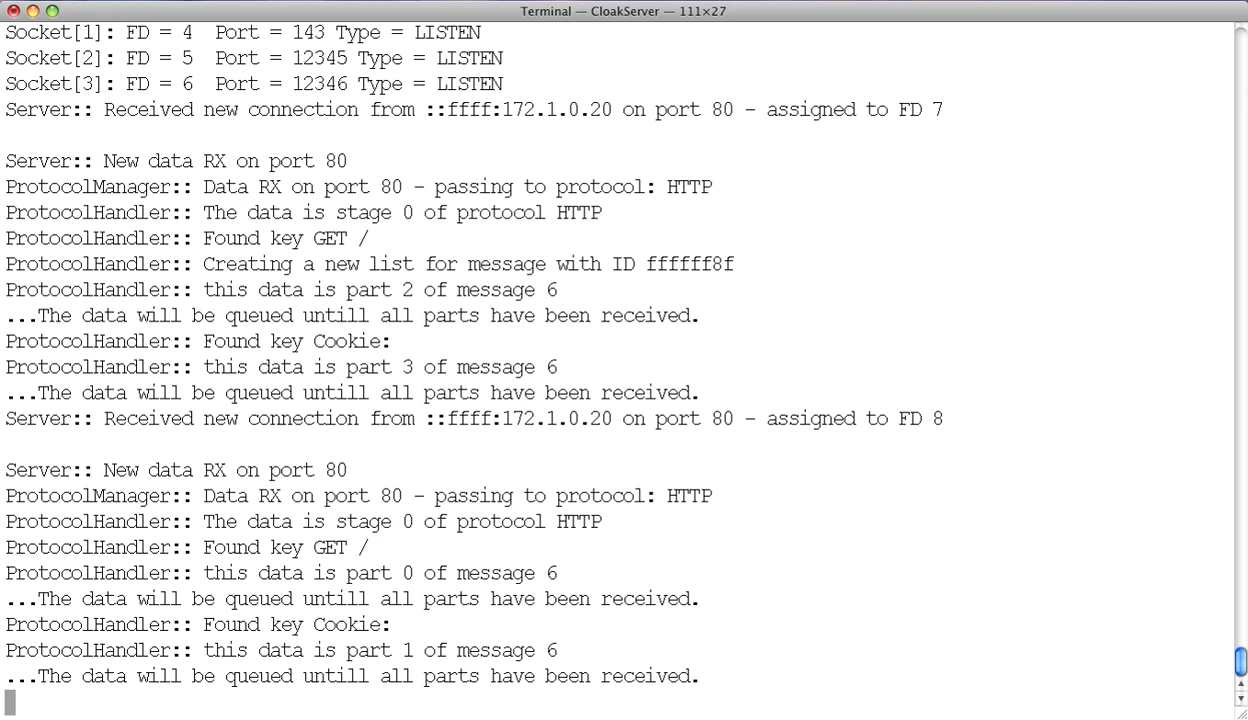 Terminal — CloakServer — 111×27
Socket[1]: FD = 4  Port = 143 Type = LISTEN
Socket[2]: FD = 5  Port = 12345 Type = LISTEN
Socket[3]: FD = 6  Port = 12346 Type = LISTEN
Server:: Received new connection from ::ffff:172.1.0.20 on port 80 - assigned to FD 7
Server:: New data RX on port 80
ProtocolManager:: Data RX on port 80 - passing to protocol: HTTP
ProtocolHandler:: The data is stage 0 of protocol HTTP
ProtocolHandler:: Found key GET /
ProtocolHandler:: Creating a new list for message with ID ffffff8f
ProtocolHandler:: this data is part 2 of message 6
...The data will be queued untill all parts have been received.
ProtocolHandler:: Found key Cookie:
ProtocolHandler:: this data is part 3 of message 6
...The data will be queued untill all parts have been received.
Server:: Received new connection from ::ffff:172.1.0.20 on port 80 - assigned to FD 8
Server:: New data RX on port 80
ProtocolManager:: Data RX on port 80 - passing to protocol: HTTP
ProtocolHandler:: The data is stage 0 of protocol HTTP
ProtocolHandler:: Found key GET /
ProtocolHandler:: this data is part 0 of message 6
...The data will be queued untill all parts have been received.
ProtocolHandler:: Found key Cookie:
ProtocolHandler:: this data is part 1 of message 6
...The data will be queued untill all parts have been received.